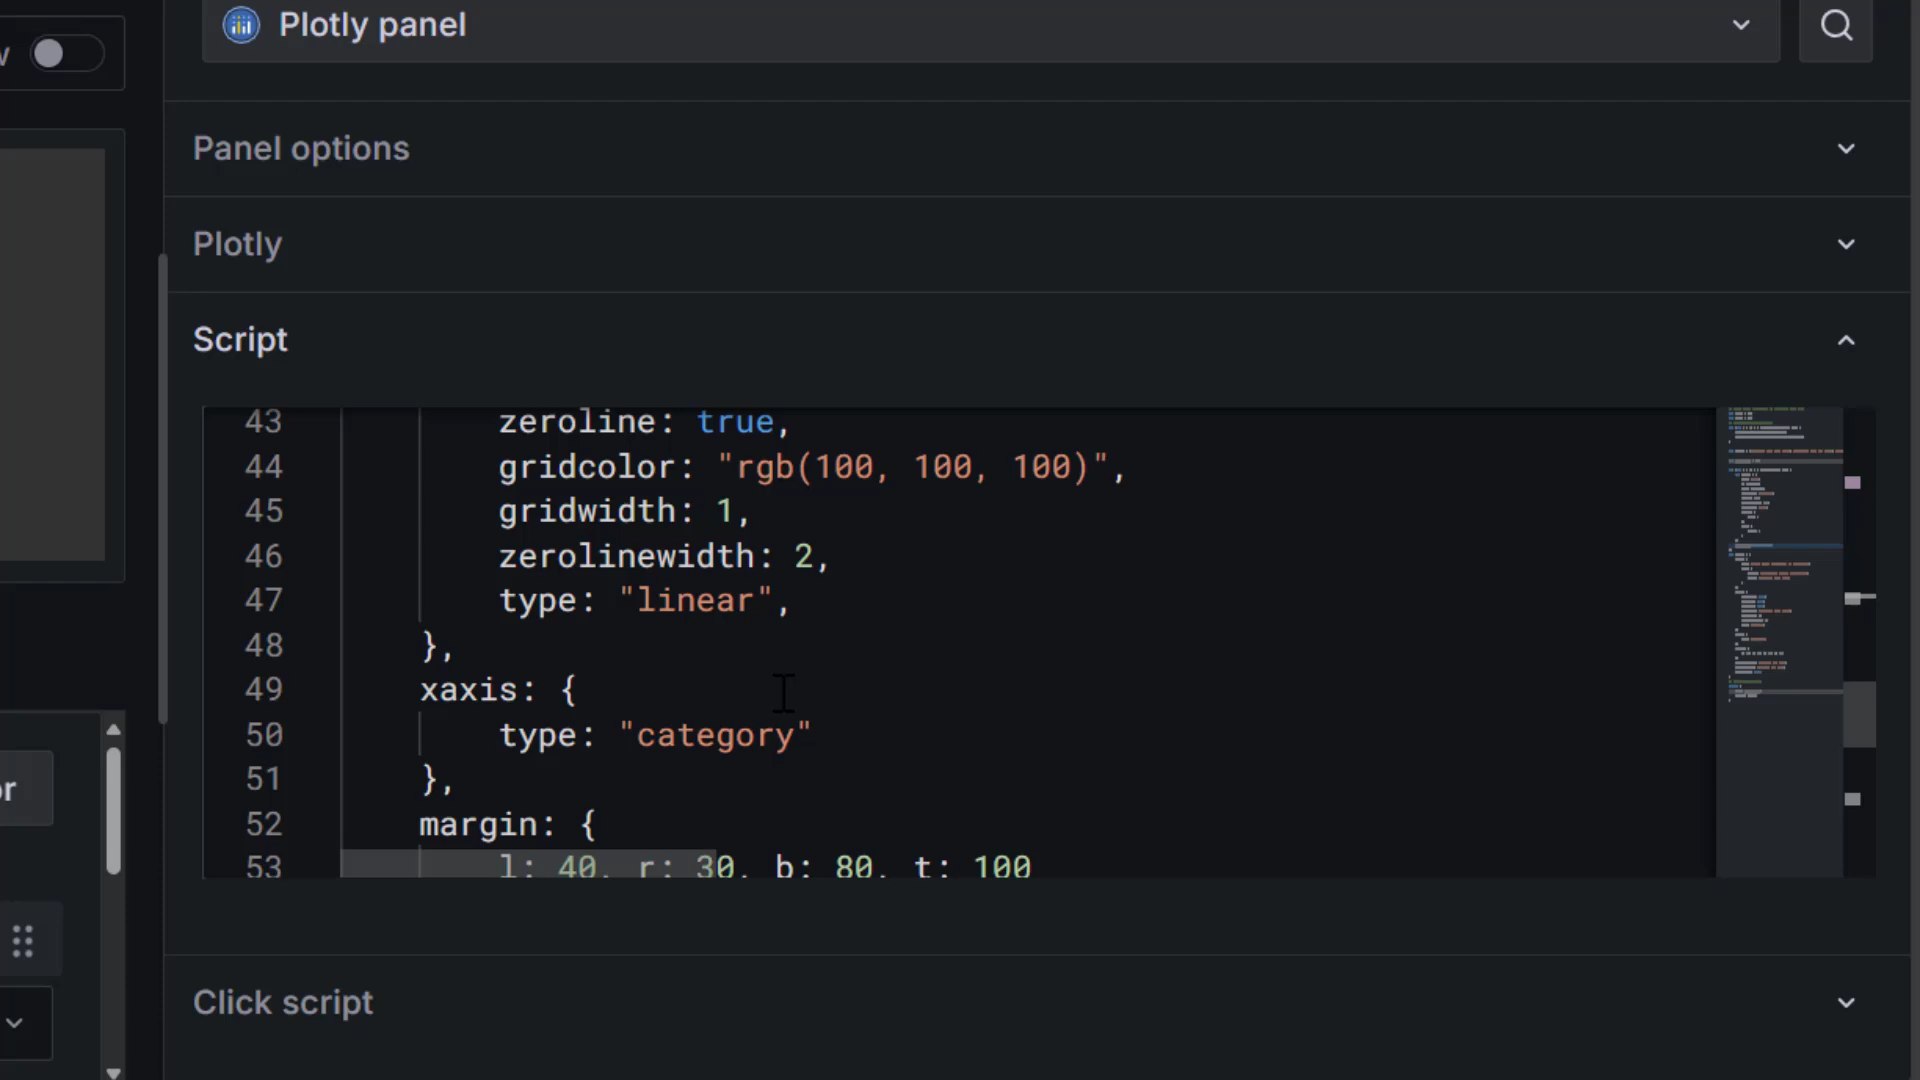 Plotly panel
Panel options
Plotly
Script
43 zeroline: true,
44 gridcolor: "rgb(100, 100, 100)",
45 gridwidth: 1,
46 zerolinewidth: 2,
47 type: "linear",
48 },
49 xaxis: {
50 type: "category"
51 },
52 margin: {
53 l: 40, r: 30, b: 80, t: 100
Click script